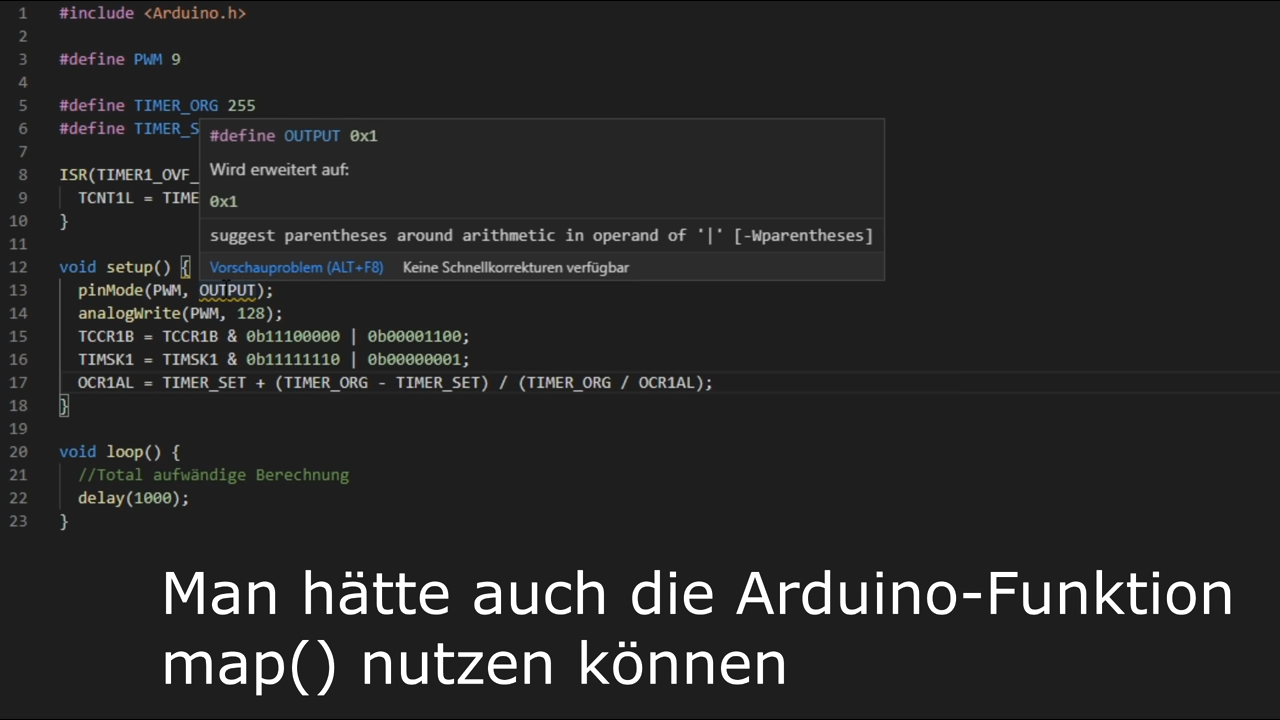 1 #include <Arduino.h>
2
3 #define PWM 9
4
5 #define TIMER_ORG 255
6 #define TIMER_S
7
8 ISR(TIMER1_OVF_
9 TCNT1L = TIME
10 }
11
12 void setup() {
#define OUTPUT 0x1
Wird erweitert auf:
0x1
suggest parentheses around arithmetic in operand of '|' [-Wparentheses]
Vorschauproblem (ALT+F8) Keine Schnellkorrekturen verfügbar
13 pinMode(PWM, OUTPUT);
14 analogWrite(PWM, 128);
15 TCCR1B = TCCR1B & 0b11100000 | 0b00001100;
16 TIMSK1 = TIMSK1 & 0b11111110 | 0b00000001;
17 OCR1AL = TIMER_SET + (TIMER_ORG - TIMER_SET) / (TIMER_ORG / OCR1AL);
18 }
19
20 void loop() {
21 //Total aufwändige Berechnung
22 delay(1000);
23 }
Man hätte auch die Arduino-Funktion
map() nutzen können